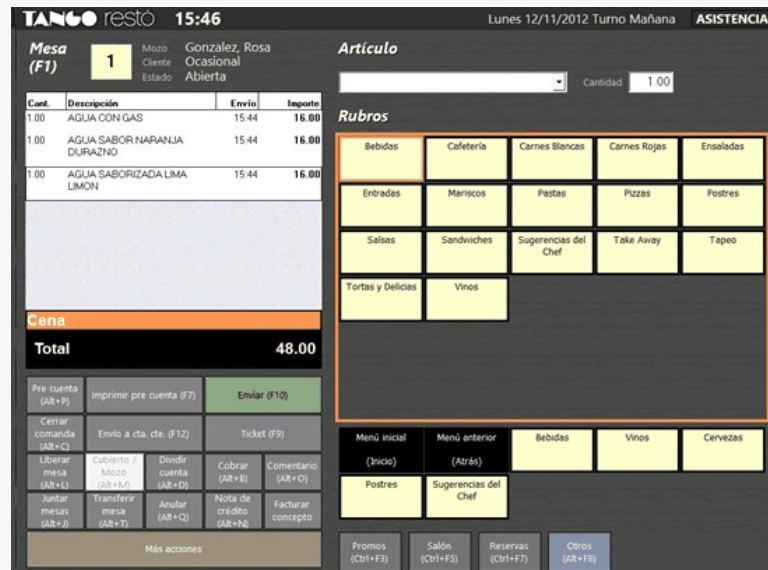 TANGO restó 15:46
Lunes 12/11/2012 Turno Mañana ASISTENCIA
Mesa
(F1)
1
Mozo Gonzalez, Rosa
Cliente Ocasional
Estado Abierta
Cant. Descripción Envío Importe
1.00 AGUA CON GAS 15:44 16.00
1.00 AGUA SABOR NARANJA 15:44 16.00
DURAZNO
1.00 AGUA SABORIZADA LIMA 15:44 16.00
LIMON
Cena
Total 48.00
Pre cuenta
(Alt+P)
Imprimir pre cuenta (F7)
Envíar (F10)
Cerrar
comanda
(Alt+C)
Envío a cta. cte. (F12)
Ticket (F9)
Liberar
mesa
(Alt+L)
Cubierto /
Mozo
(Alt+M)
Dividir
cuenta
(Alt+D)
Cobrar
(Alt+B)
Comentario
(Alt+O)
Juntar
mesas
(Alt+J)
Transferir
mesa
(Alt+T)
Anular
(Alt+Q)
Nota de
crédito
(Alt+N)
Facturar
concepto
Más acciones
Artículo
Cantidad 1.00
Rubros
Bebidas
Cafetería
Carnes Blancas
Carnes Rojas
Ensaladas
Entradas
Mariscos
Pastas
Pizzas
Postres
Salsas
Sandwiches
Sugerencias del
Chef
Take Away
Tapeo
Tortas y Delicias
Vinos
Menú inicial
(Inicio)
Menú anterior
(Atrás)
Bebidas
Vinos
Cervezas
Postres
Sugerencias del
Chef
Promos
(Ctrl+F3)
Salón
(Ctrl+F5)
Reservas
(Ctrl+F7)
Otros
(Alt+F8)